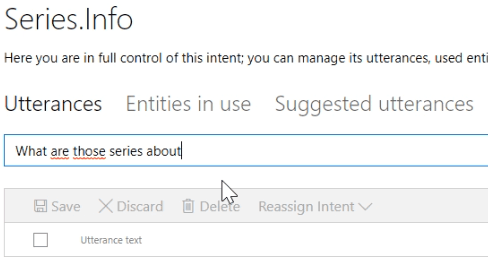 Series.Info
Here you are in full control of this intent; you can manage its utterances, used enti
Utterances Entities in use Suggested utterances
What are those series about
Save Discard Delete Reassign Intent
Utterance text